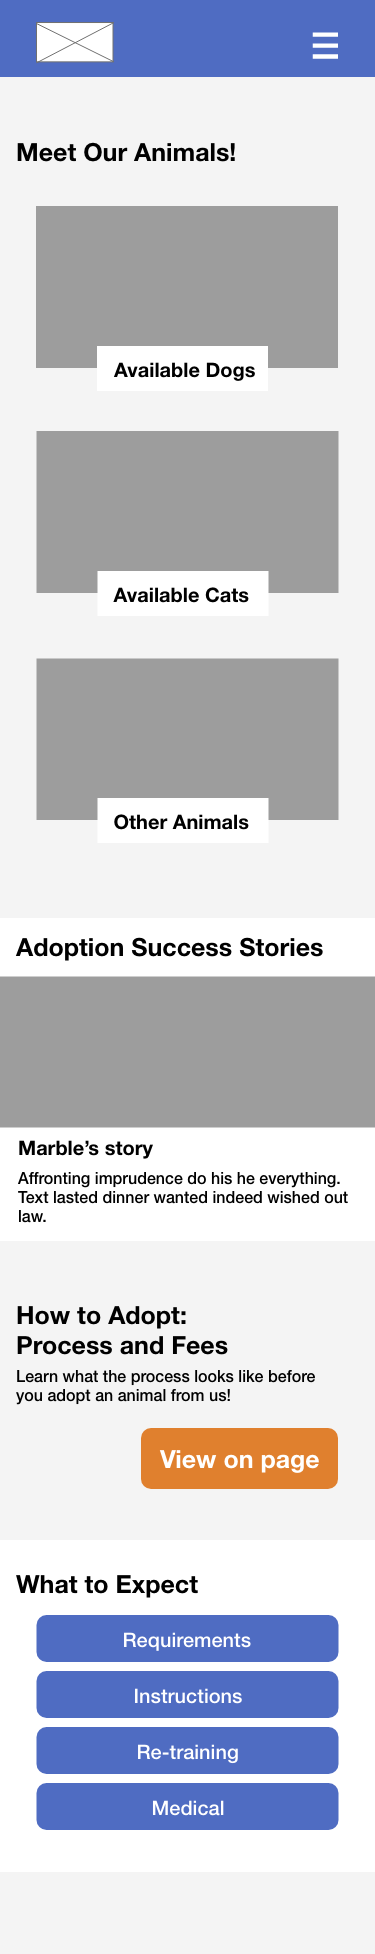 Meet Our Animals!
Available Dogs
Available Cats
Other Animals
Adoption Success Stories
Marble’s story
Affronting imprudence do his he everything.
Text lasted dinner wanted indeed wished out
law.
How to Adopt:
Process and Fees
Learn what the process looks like before
you adopt an animal from us!
View on page
What to Expect
Requirements
Instructions
Re-training
Medical